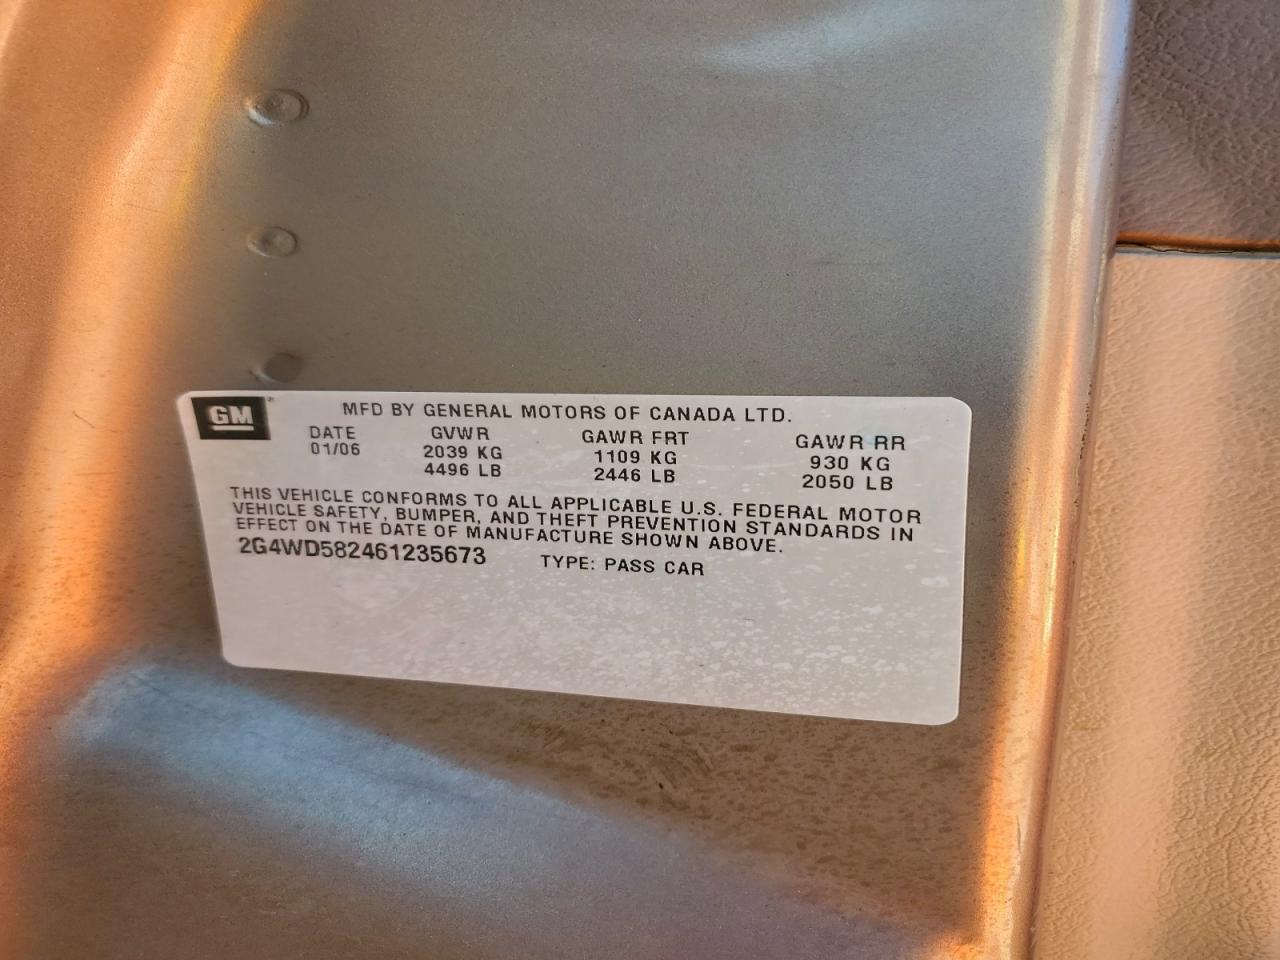 GM
MFD BY GENERAL MOTORS OF CANADA LTD.
DATE GVWR GAWR FRT GAWR RR
01/06 2039 KG 1109 KG 930 KG
4496 LB 2446 LB 2050 LB
THIS VEHICLE CONFORMS TO ALL APPLICABLE U.S. FEDERAL MOTOR
VEHICLE SAFETY, BUMPER, AND THEFT PREVENTION STANDARDS IN
EFFECT ON THE DATE OF MANUFACTURE SHOWN ABOVE.
2G4WD582461235673 TYPE: PASS CAR